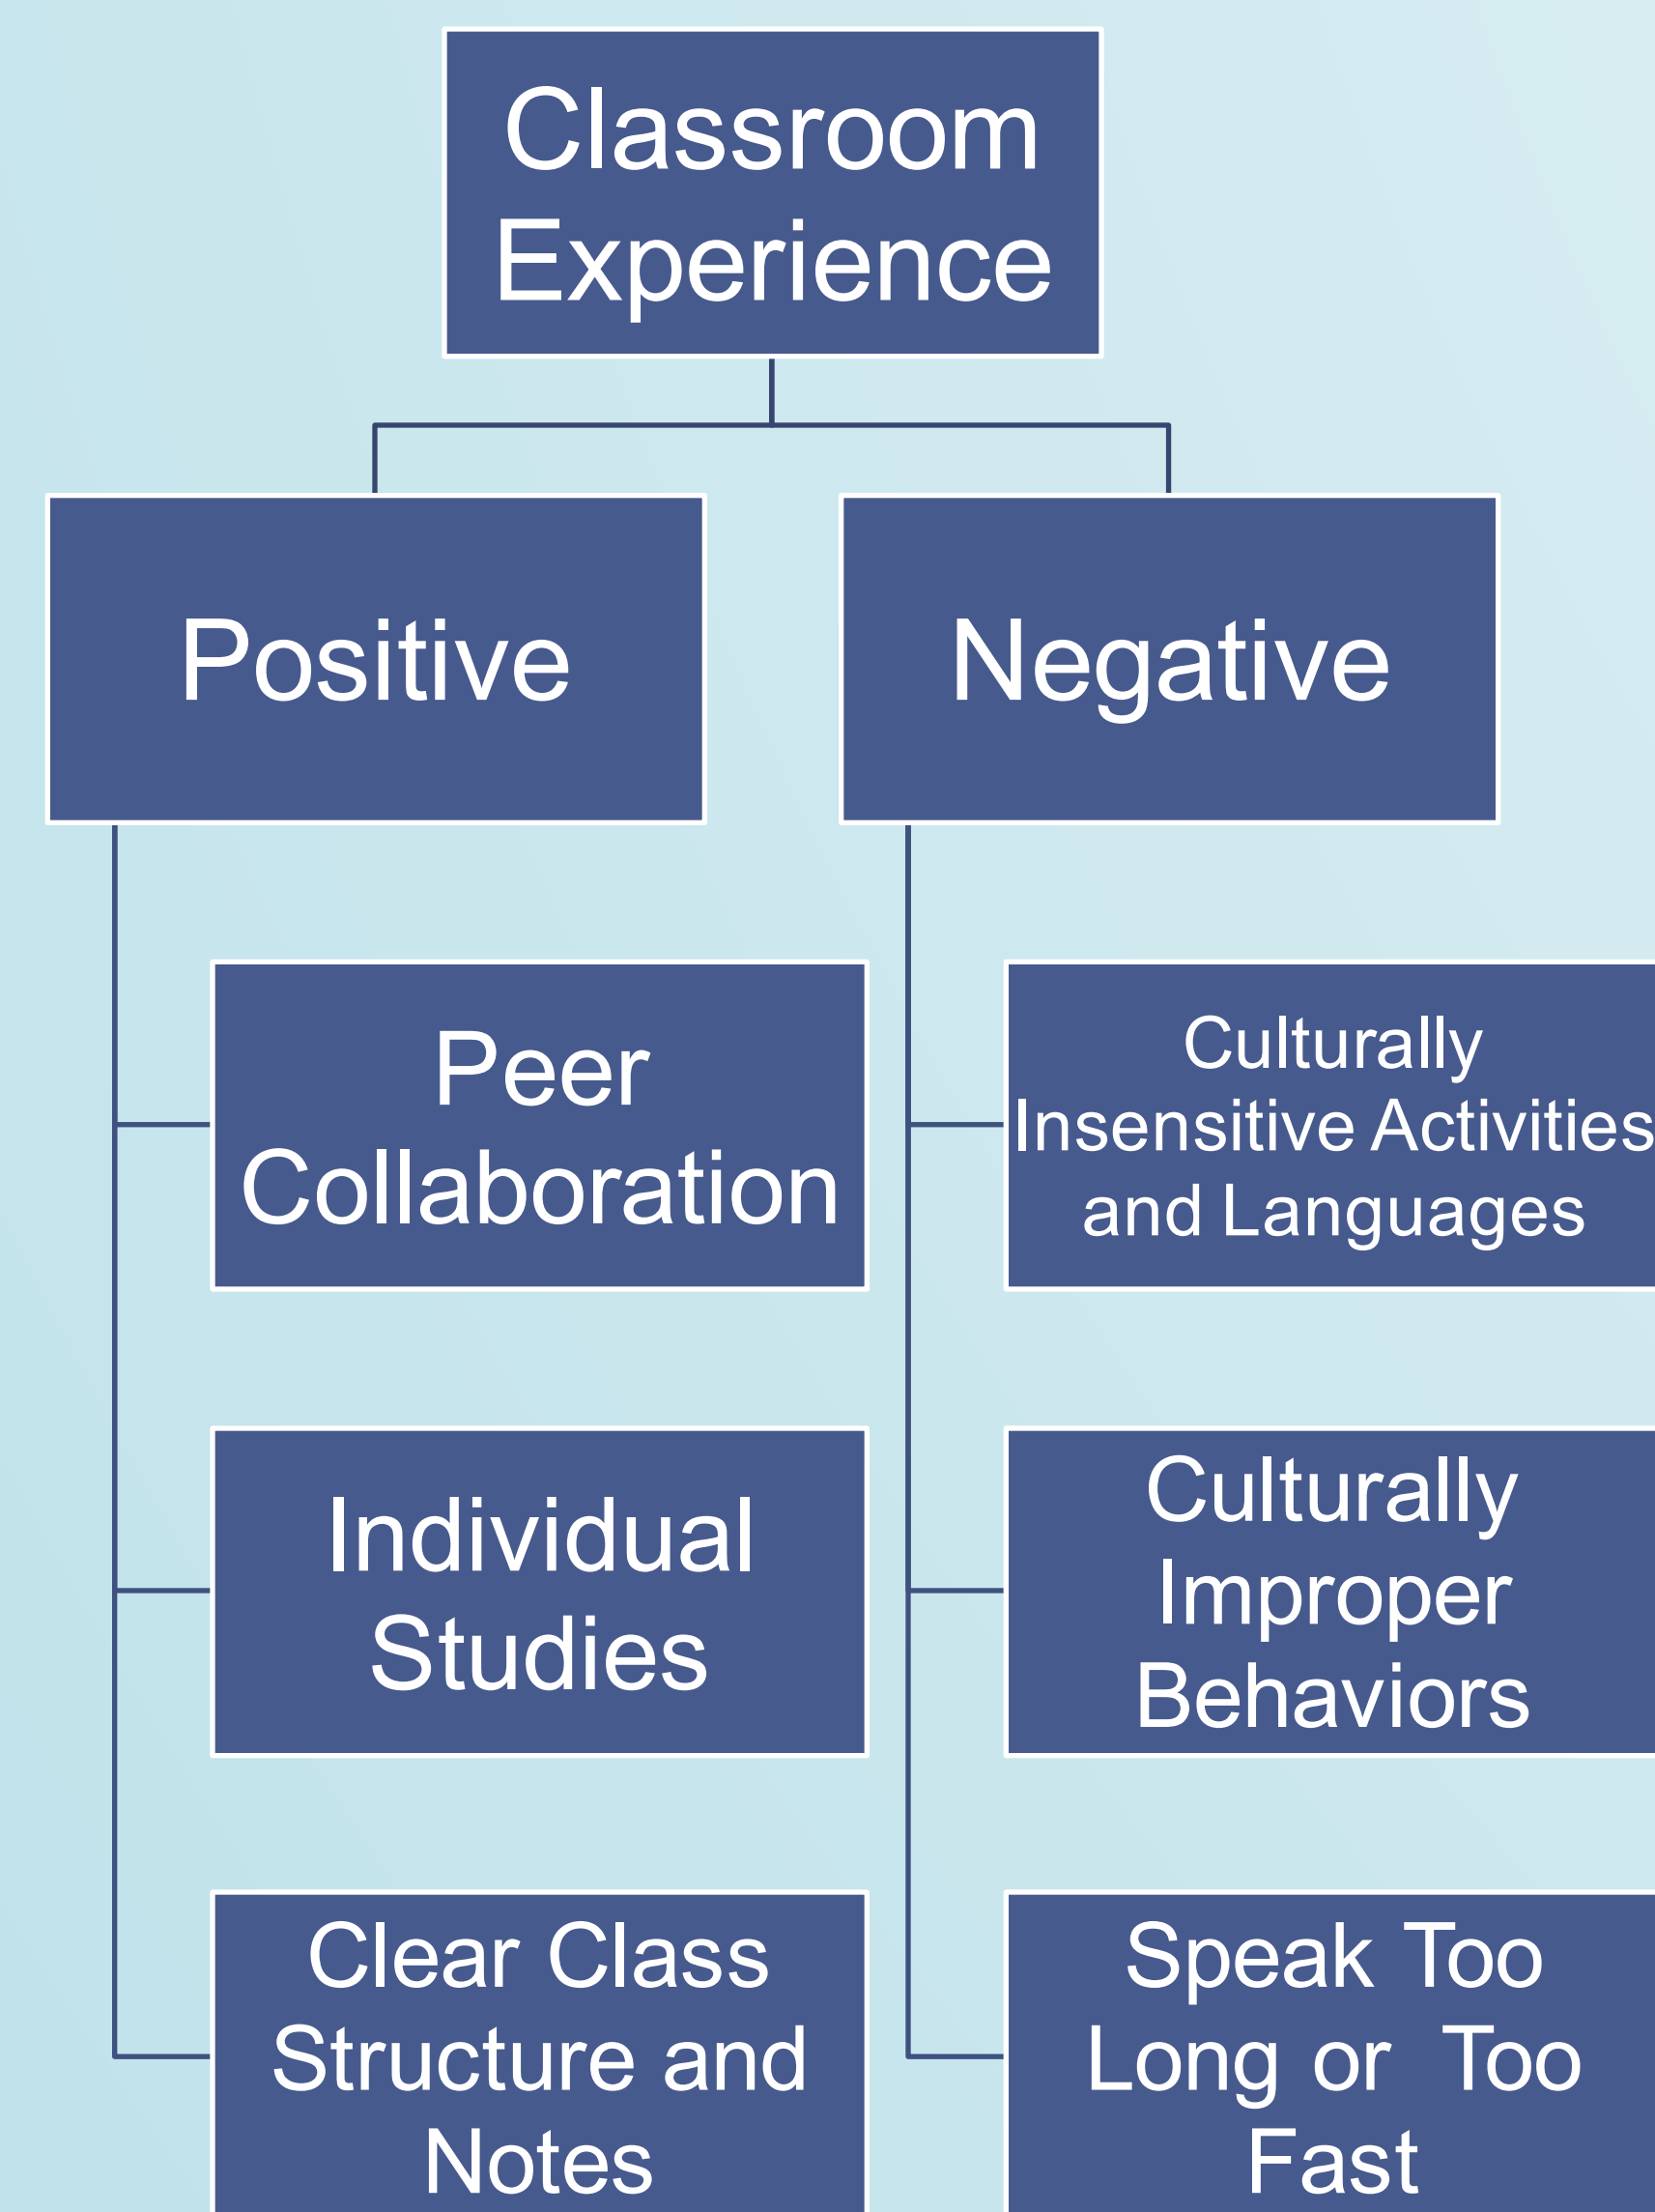 Classroom
Experience
Positive
Negative
Peer
Collaboration
Individual
Studies
Clear Class
Structure and
Notes
Culturally
Insensitive Activities
and Languages
Culturally
Improper
Behaviors
Speak Too
Long or Too
Fast